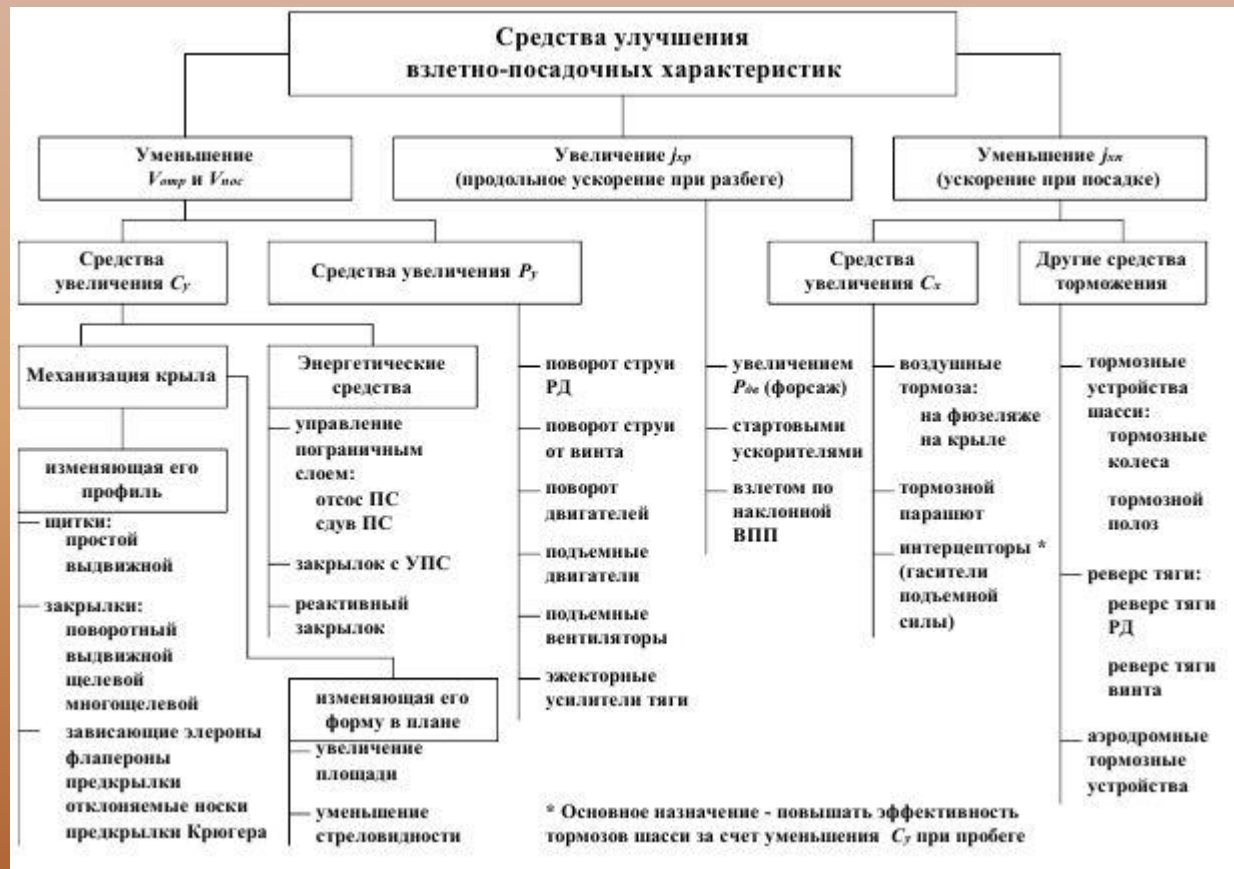 Средства улучшения
взлетно-посадочных характеристик
Уменьшение
Vотр и Vпос
Увеличение jхр
(продольное ускорение при разбеге)
Уменьшение jхп
(ускорение при посадке)
Средства
увеличения Cу
Средства увеличения Pу
Средства
увеличения Cх
Другие средства
торможения
Механизация крыла
Энергетические
средства
изменяющая его
профиль
щитки:
простой
выдвижной
закрылки:
поворотный
выдвижной
щелевой
многощелевой
зависающие элероны
флапероны
предкрылки
отклоняемые носки
предкрылки Крюгера
управление
пограничным
слоем:
отсос ПС
сдув ПС
закрылок с УПС
реактивный
закрылок
изменяющая его
форму в плане
увеличение
площади
уменьшение
стреловидности
поворот струи
РД
поворот струи
от винта
поворот
двигателей
подъемные
двигатели
подъемные
вентиляторы
эжекторные
усилители тяги
увеличением
Pдв (форсаж)
стартовыми
ускорителями
взлетом по
наклонной
ВПП
воздушные
тормоза:
на фюзеляже
на крыле
тормозной
парашют
интерцепторы *
(гасители
подъемной
силы)
тормозные
устройства
шасси:
тормозные
колеса
тормозной
полоз
реверс тяги:
реверс тяги
РД
реверс тяги
винта
аэродромные
тормозные
устройства
* Основное назначение - повышать эффективность
тормозов шасси за счет уменьшения Cу при пробеге